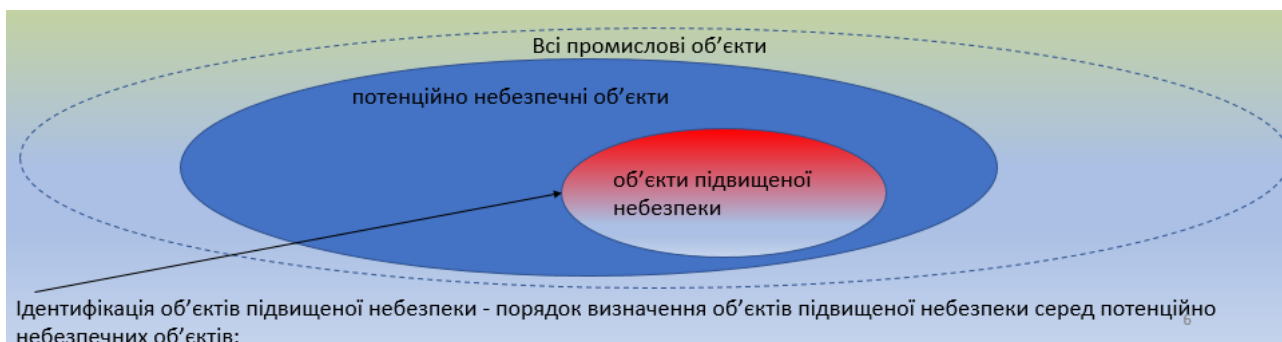 Всі промислові об’єкти
потенційно небезпечні об’єкти
об’єкти підвищеної
небезпеки
Ідентифікація об’єктів підвищеної небезпеки - порядок визначення об’єктів підвищеної небезпеки серед потенційно
6
небезпечних об’єктів;